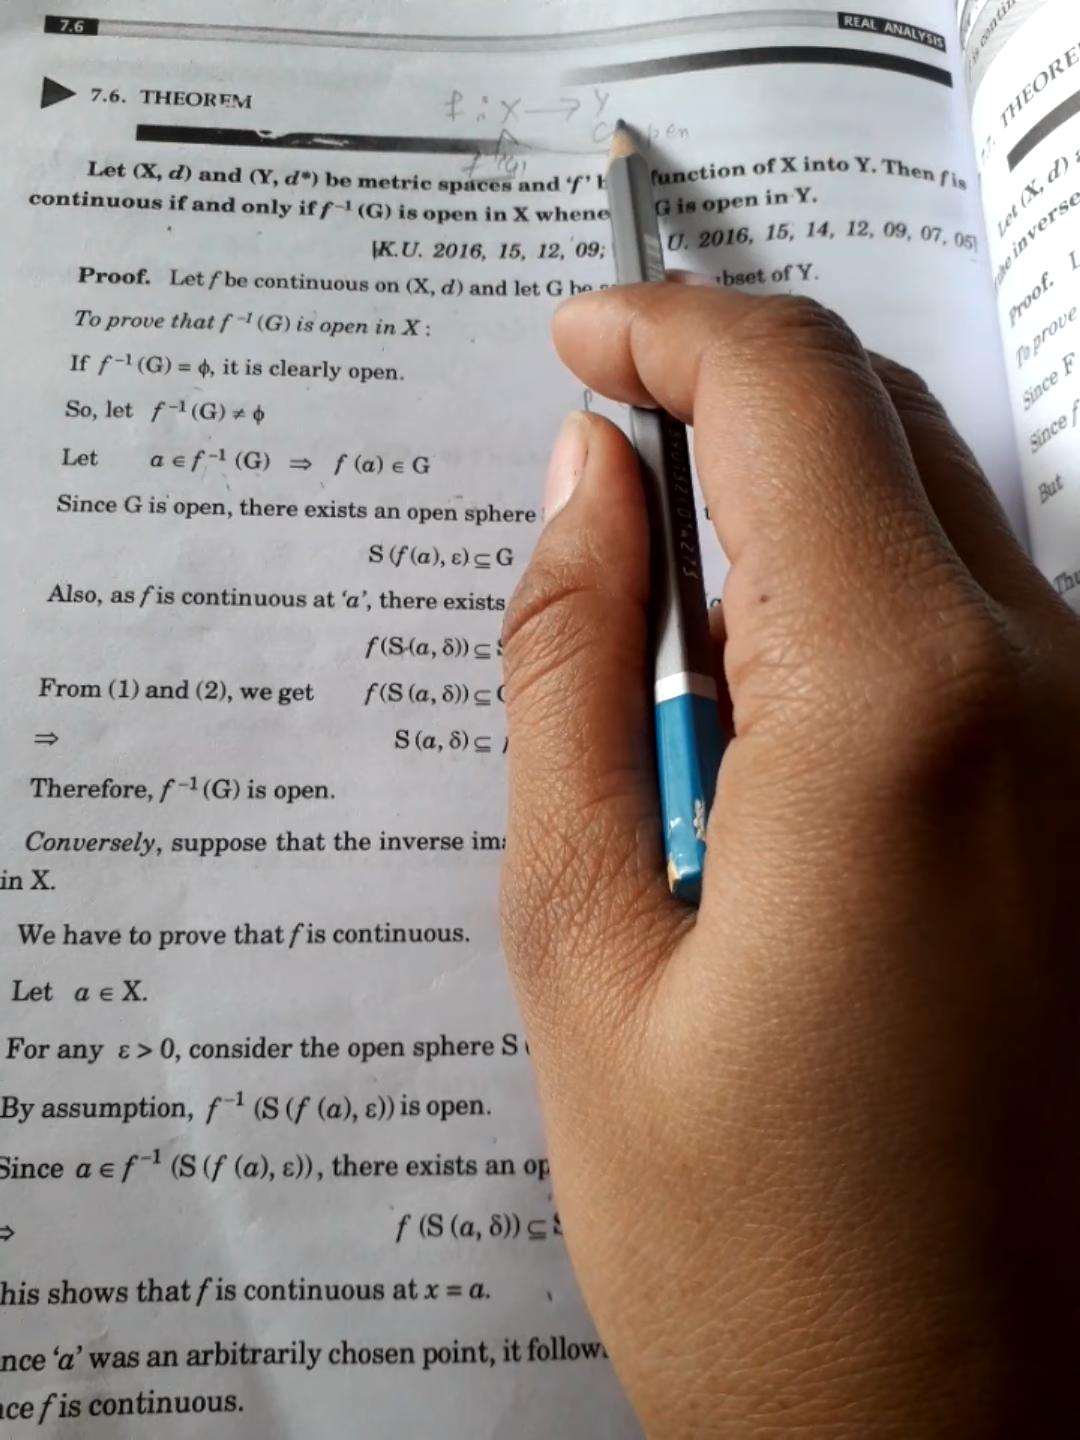 7.6
REAL ANALYSIS
7.6. THEOREM
f : X → Y
open
Let (X, d) and (Y, d*) be metric spaces and 'f' function of X into Y. Then f is
continuous if and only if f⁻¹ (G) is open in X whene G is open in Y.
[K.U. 2016, 15, 12, 09; U. 2016, 15, 14, 12, 09, 07, 05]
Proof. Let f be continuous on (X, d) and let G be subset of Y.
To prove that f⁻¹ (G) is open in X :
If f⁻¹ (G) = ϕ, it is clearly open.
So, let f⁻¹ (G) ≠ ϕ
Let a ∈ f⁻¹ (G) ⇒ f (a) ∈ G
Since G is open, there exists an open sphere
S (f (a), ε) ⊆ G
Also, as f is continuous at 'a', there exists
f (S (a, δ)) ⊆
From (1) and (2), we get f (S (a, δ)) ⊆
⇒ S (a, δ) ⊆
Therefore, f⁻¹ (G) is open.
Conversely, suppose that the inverse
in X.
We have to prove that f is continuous.
Let a ∈ X.
For any ε > 0, consider the open sphere S
By assumption, f⁻¹ (S (f (a), ε)) is open.
Since a ∈ f⁻¹ (S (f (a), ε)), there exists an
⇒ f (S (a, δ)) ⊆
his shows that f is continuous at x = a.
nce 'a' was an arbitrarily chosen point, it follow
nce f is continuous.
THEOREM
Let (X, d)
inverse
Proof.
To prove
Since F
Since f
But
Thu